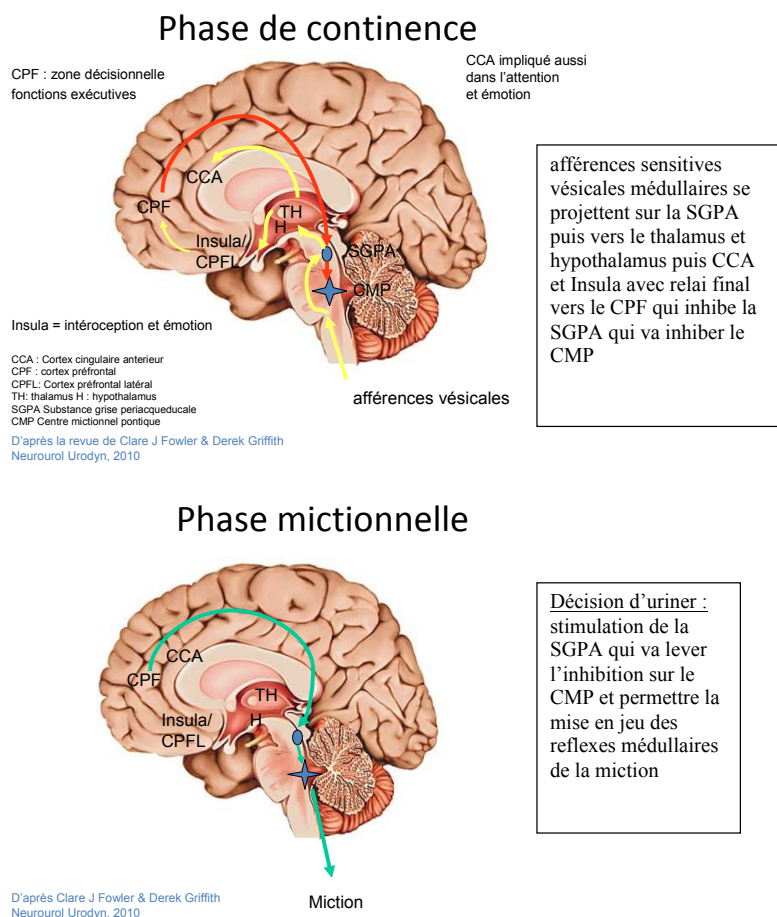 Phase de continence
CPF : zone décisionnelle
fonctions exécutives
CCA impliqué aussi
dans l'attention
et émotion
CCA
CPF
TH
H
Insula/
CPFL
SGPA
CMP
Insula = intéroception et émotion
CCA : Cortex cingulaire anterieur
CPF : cortex préfrontal
CPFL: Cortex préfrontal latéral
TH: thalamus H : hypothalamus
SGPA Substance grise periacqueducale
CMP Centre mictionnel pontique
afférences vésicales
D'après la revue de Clare J Fowler & Derek Griffith
Neurourol Urodyn, 2010
afférences sensitives
vésicales médullaires se
projettent sur la SGPA
puis vers le thalamus et
hypothalamus puis CCA
et Insula avec relai final
vers le CPF qui inhibe la
SGPA qui va inhiber le
CMP
Phase mictionnelle
CCA
CPF
TH
H
Insula/
CPFL
Miction
D'après Clare J Fowler & Derek Griffith
Neurourol Urodyn, 2010
Décision d'uriner :
stimulation de la
SGPA qui va lever
l'inhibition sur le
CMP et permettre la
mise en jeu des
reflexes médullaires
de la miction